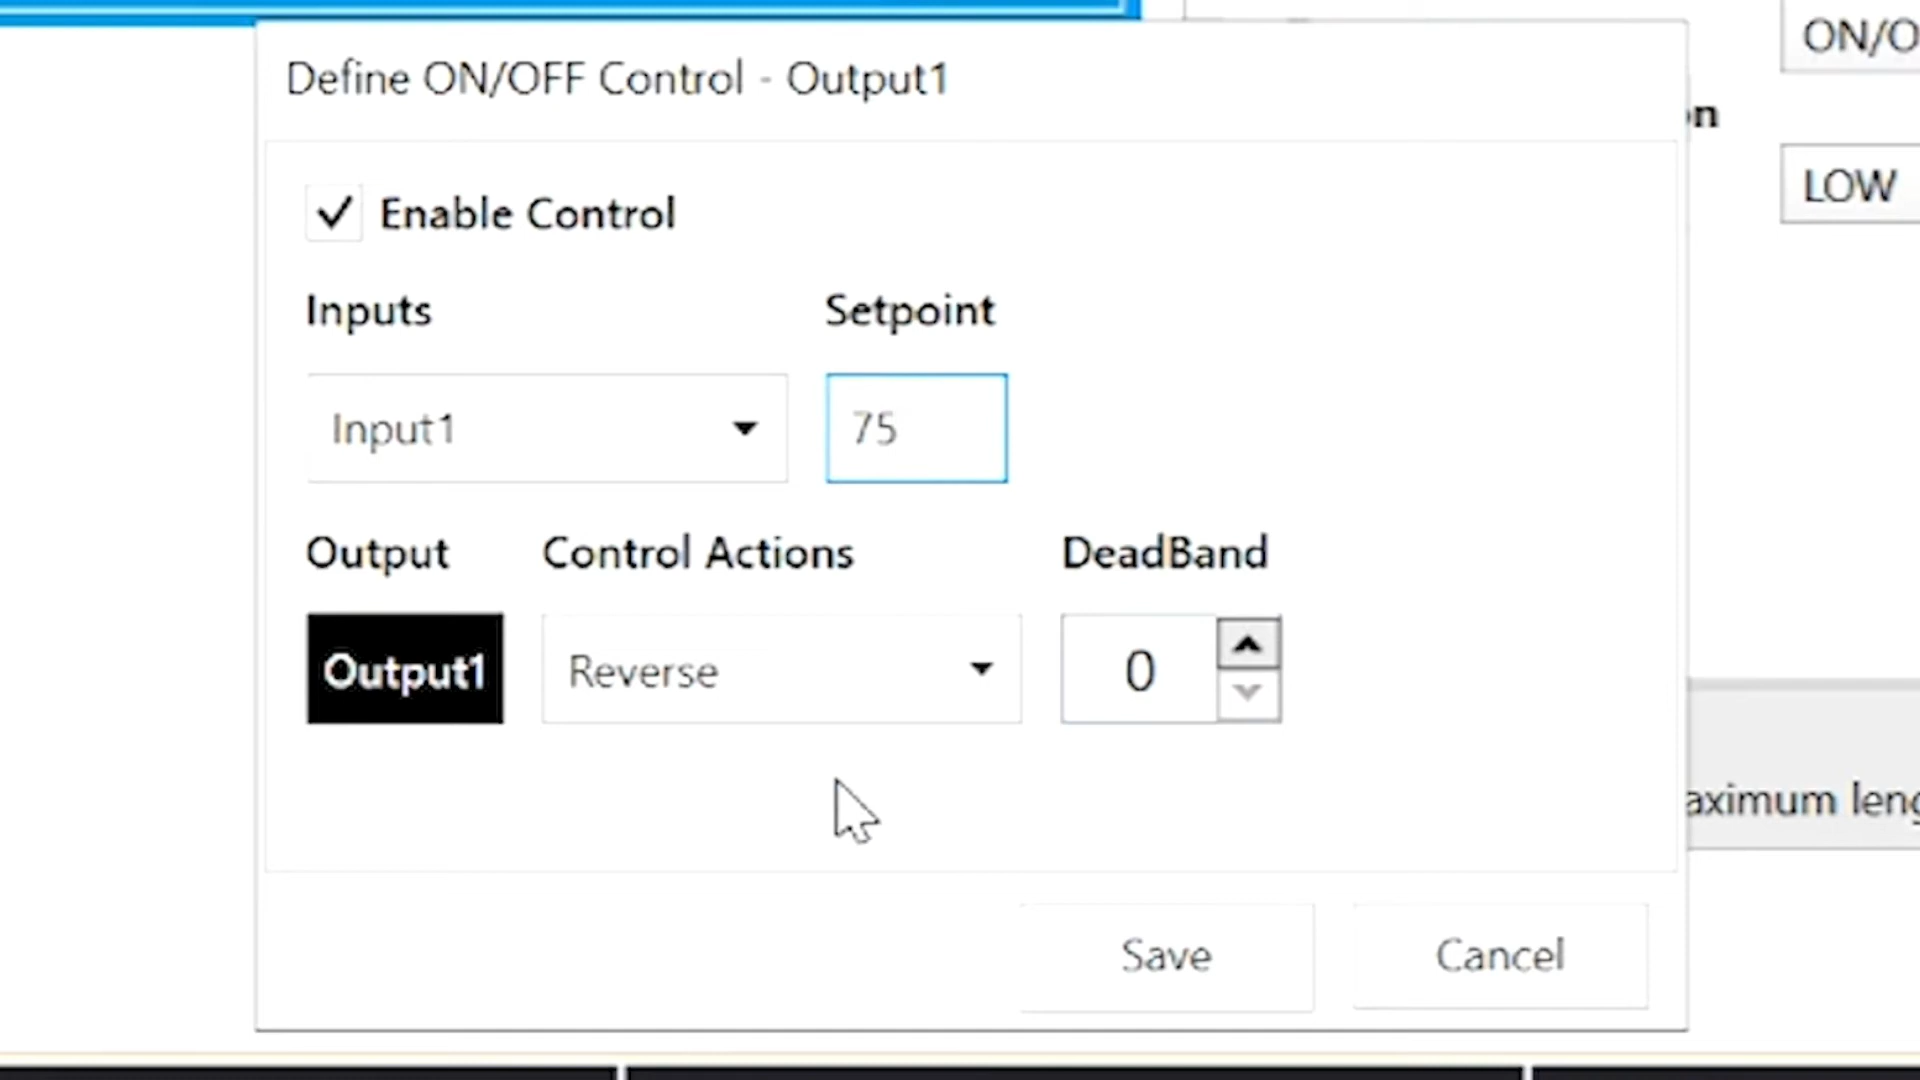 Define ON/OFF Control - Output1
ON/O
on
LOW
Enable Control
Inputs Setpoint
Input1 75
Output Control Actions DeadBand
Output1 Reverse 0
aximum leng
Save Cancel